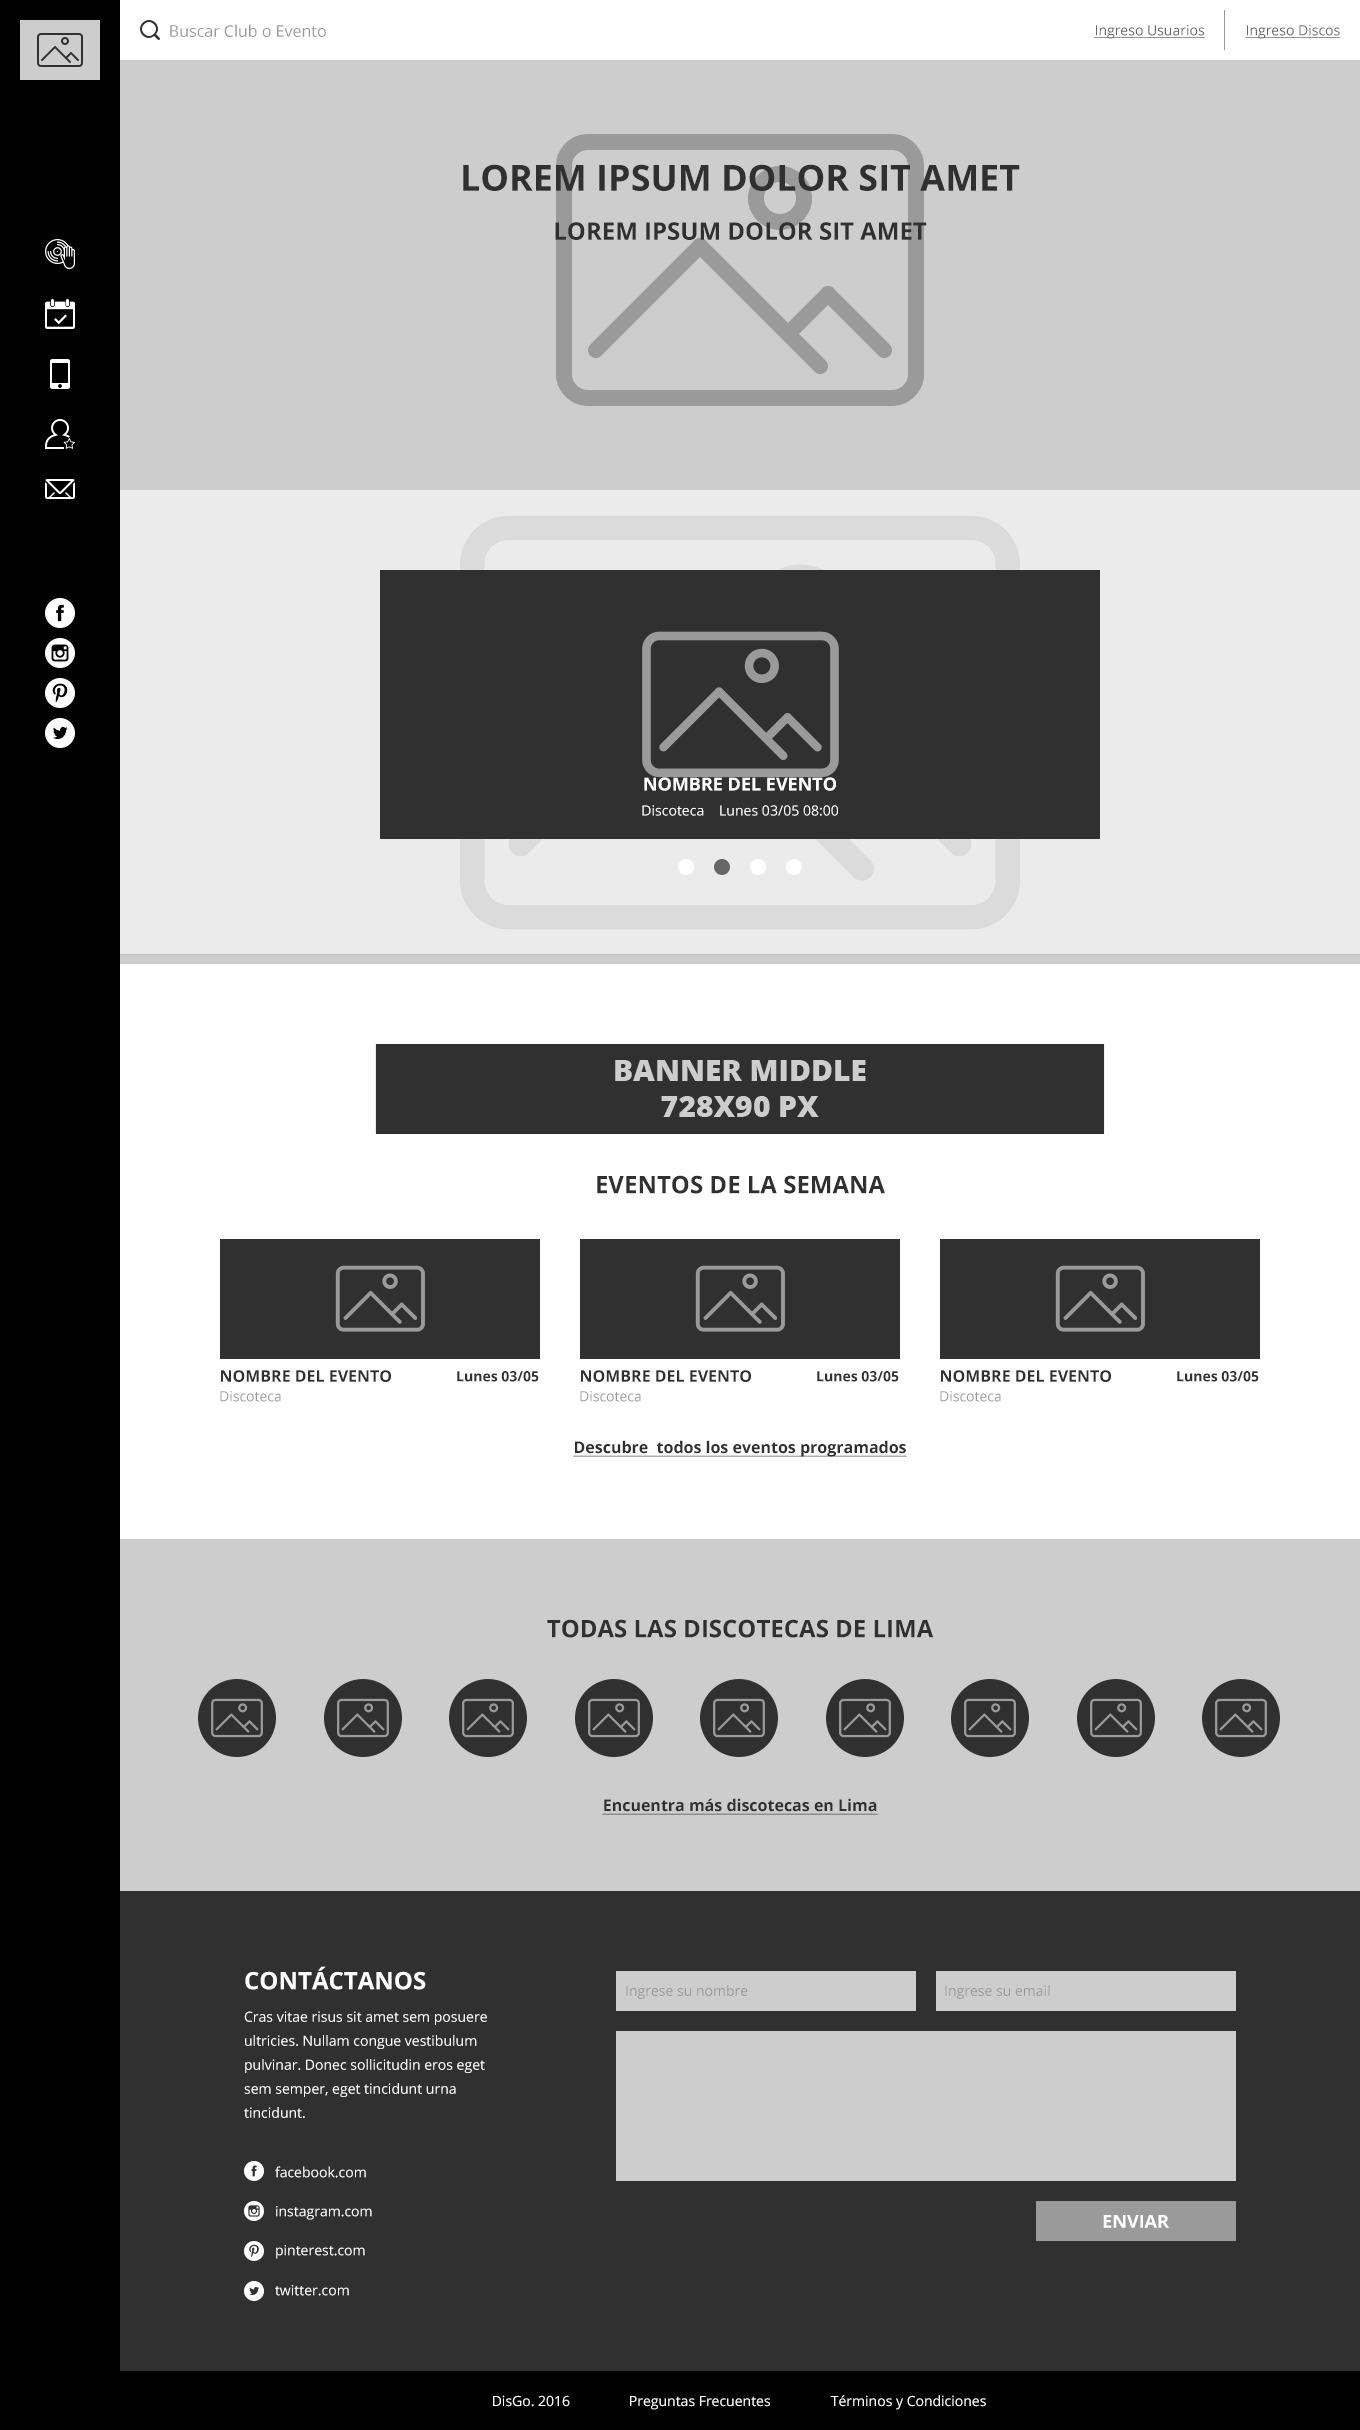 Buscar Club o Evento
Ingreso Usuarios
Ingreso Discos
LOREM IPSUM DOLOR SIT AMET
LOREM IPSUM DOLOR SIT AMET
NOMBRE DEL EVENTO
Discoteca Lunes 03/05 08:00
BANNER MIDDLE
728X90 PX
EVENTOS DE LA SEMANA
NOMBRE DEL EVENTO Lunes 03/05
Discoteca
NOMBRE DEL EVENTO Lunes 03/05
Discoteca
NOMBRE DEL EVENTO Lunes 03/05
Discoteca
Descubre todos los eventos programados
TODAS LAS DISCOTECAS DE LIMA
Encuentra más discotecas en Lima
CONTÁCTANOS
Cras vitae risus sit amet sem posuere
ultricies. Nullam congue vestibulum
pulvinar. Donec sollicitudin eros eget
sem semper, eget tincidunt urna
tincidunt.
facebook.com
instagram.com
pinterest.com
twitter.com
Ingrese su nombre
Ingrese su email
ENVIAR
DisGo. 2016
Preguntas Frecuentes
Términos y Condiciones